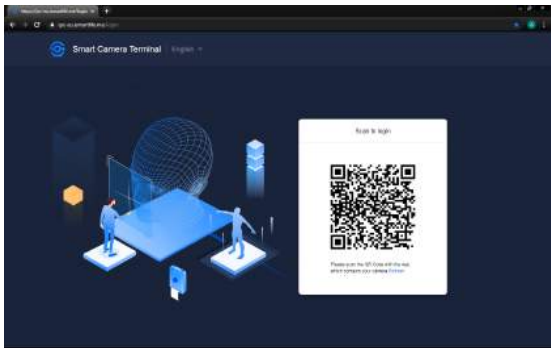 Smart Camera Terminal English
Scan to login
Please scan the QR Code with the App
which contains your camera